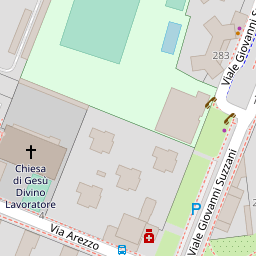 Viale Giovanni S
283
Chiesa
di Gesù
Divino
Lavoratore
Viale Giovanni Suzzani
P
Via Arezzo